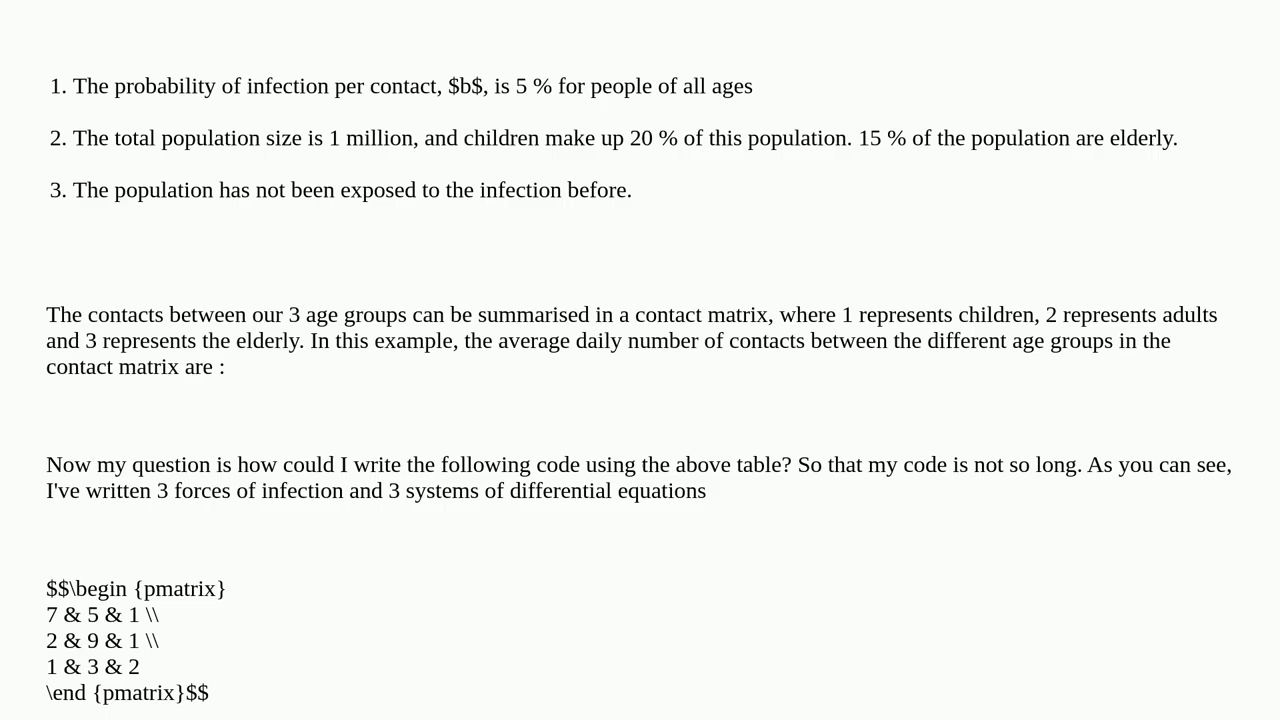 1. The probability of infection per contact, $b$, is 5 % for people of all ages
2. The total population size is 1 million, and children make up 20 % of this population. 15 % of the population are elderly.
3. The population has not been exposed to the infection before.
The contacts between our 3 age groups can be summarised in a contact matrix, where 1 represents children, 2 represents adults
and 3 represents the elderly. In this example, the average daily number of contacts between the different age groups in the
contact matrix are :
Now my question is how could I write the following code using the above table? So that my code is not so long. As you can see,
I've written 3 forces of infection and 3 systems of differential equations
$$\begin {pmatrix}
7 & 5 & 1 \\
2 & 9 & 1 \\
1 & 3 & 2
\end {pmatrix}$$